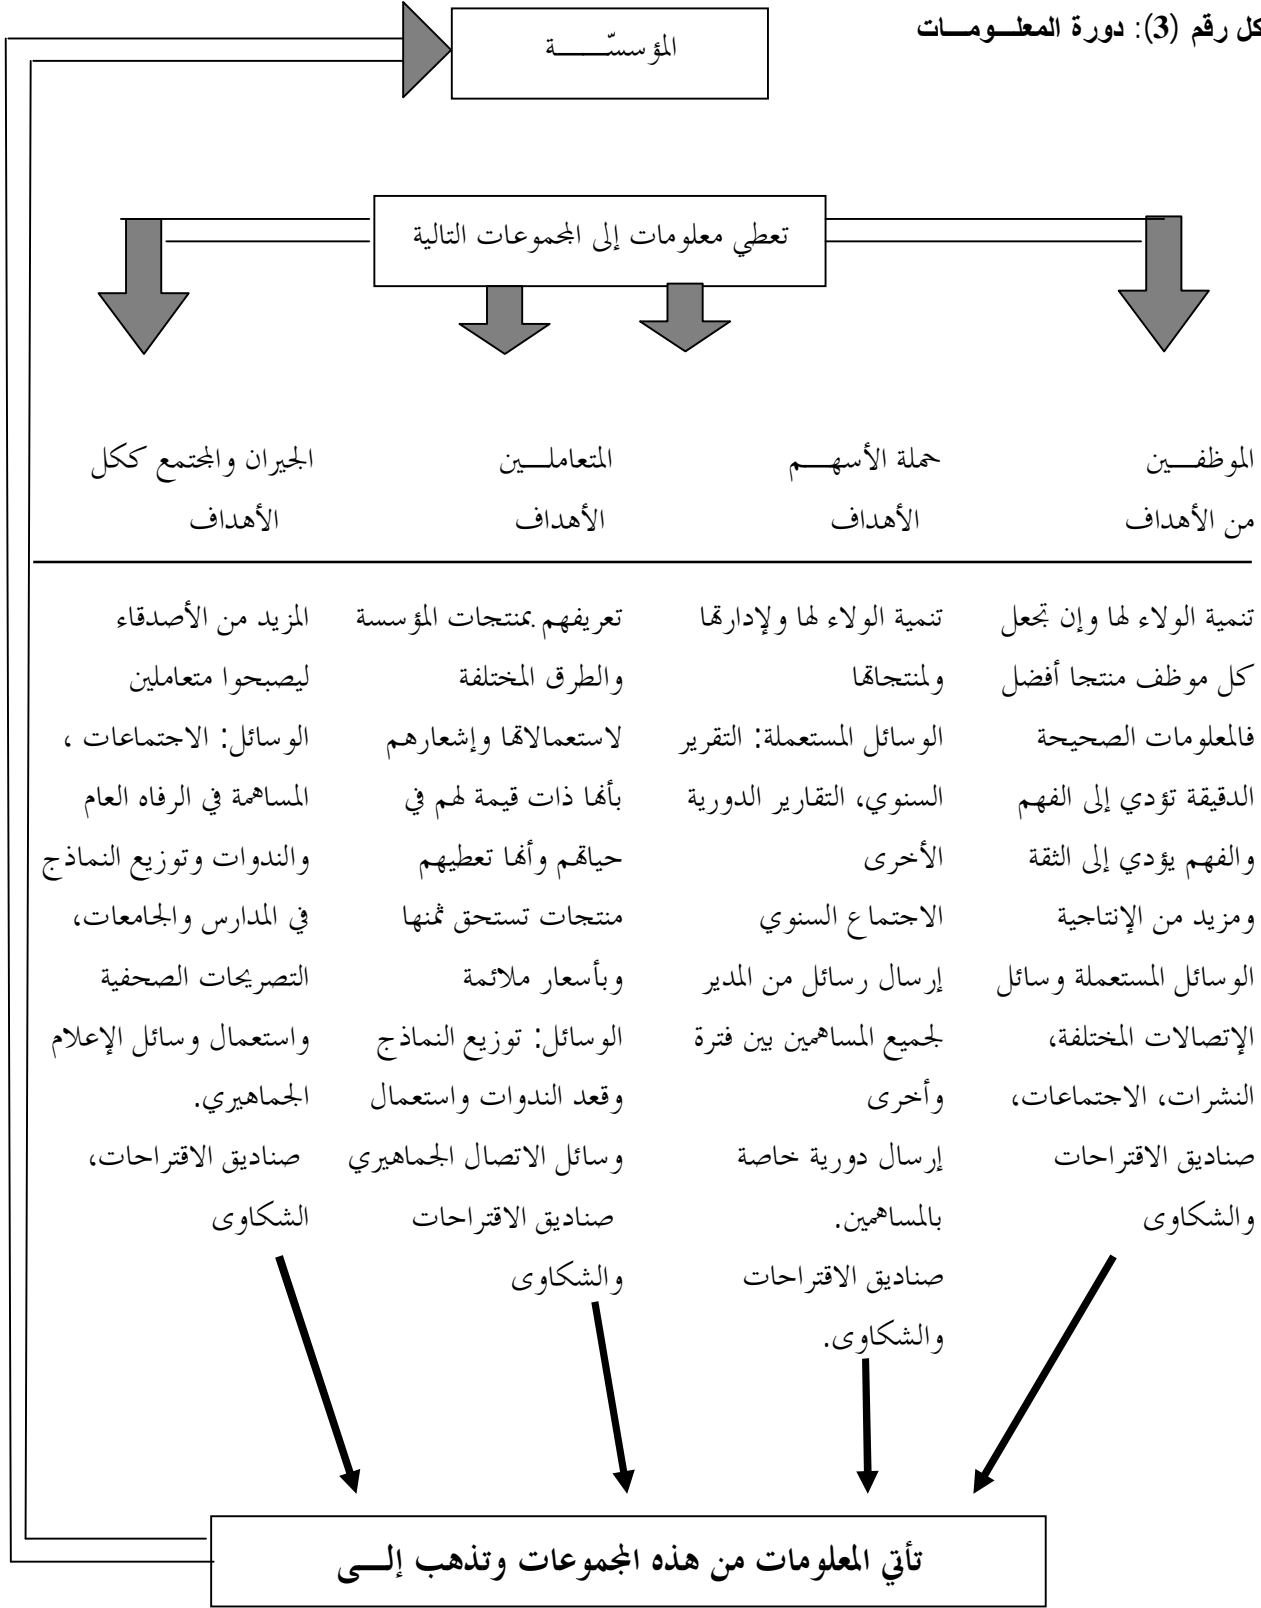 كل رقم (3): دورة المعلـــومـــات
المؤسسّـــــة
تعطي معلومات إلى المجموعات التالية
الموظفـــين
من الأهداف
حملة الأسهـــم
الأهداف
المتعاملـــين
الأهداف
الجيران والمجتمع ككل
الأهداف
تنمية الولاء لها وإن تجعل
كل موظف منتجا أفضل
فالمعلومات الصحيحة
الدقيقة تؤدي إلى الفهم
والفهم يؤدي إلى الثقة
ومزيد من الإنتاجية
الوسائل المستعملة وسائل
الإتصالات المختلفة،
النشرات، الاجتماعات،
صناديق الاقتراحات
والشكاوى
تنمية الولاء لها ولإدارتها
ولمنتجاتها
الوسائل المستعملة: التقرير
السنوي، التقارير الدورية
الأخرى
الاجتماع السنوي
إرسال رسائل من المدير
لجميع المساهمين بين فترة
وأخرى
إرسال دورية خاصة
بالمساهمين.
صناديق الاقتراحات
والشكاوى.
تعريفهم بمنتجات المؤسسة
والطرق المختلفة
لاستعمالاتها وإشعارهم
بأنها ذات قيمة لهم في
حياتهم وأنها تعطيهم
منتجات تستحق ثمنها
وبأسعار ملائمة
الوسائل: توزيع النماذج
وقعد الندوات واستعمال
وسائل الاتصال الجماهيري
صناديق الاقتراحات
والشكاوى
المزيد من الأصدقاء
ليصبحوا متعاملين
الوسائل: الاجتماعات ،
المساهمة في الرفاه العام
والندوات وتوزيع النماذج
في المدارس والجامعات،
التصريحات الصحفية
واستعمال وسائل الإعلام
الجماهيري.
صناديق الاقتراحات،
الشكاوى
تأتي المعلومات من هذه المجموعات وتذهب إلـــى